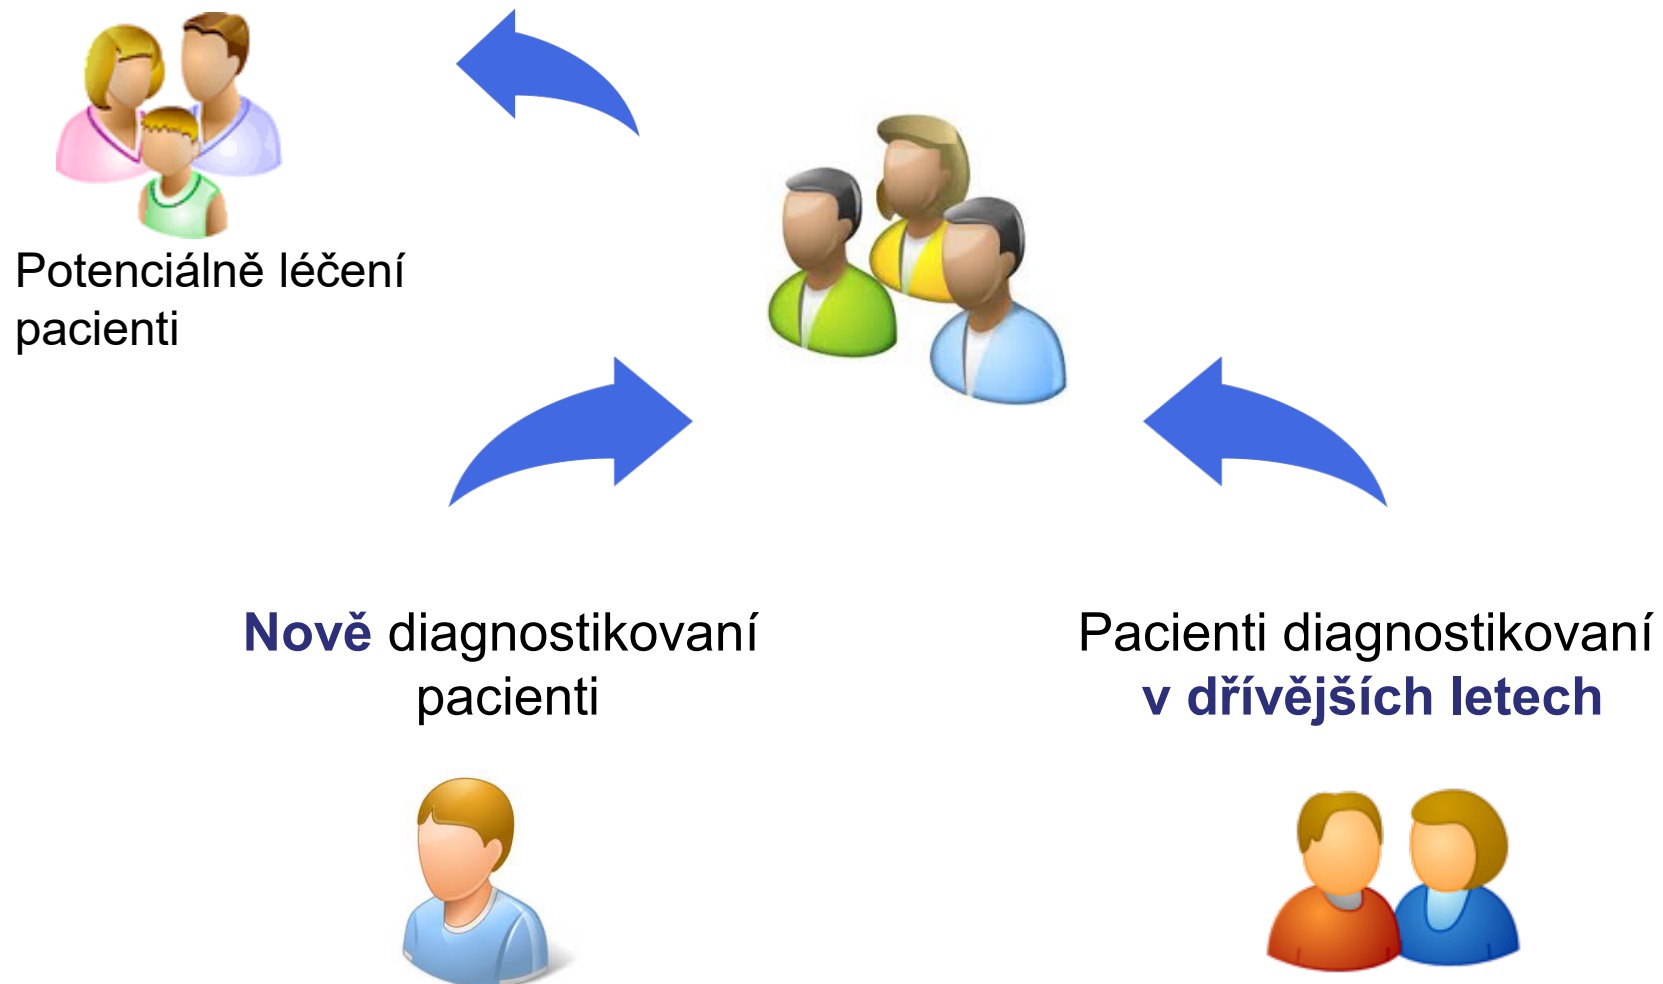 Potenciálně léčení
pacienti
Nově diagnostikovaní
pacienti
Pacienti diagnostikovaní
v dřívějších letech